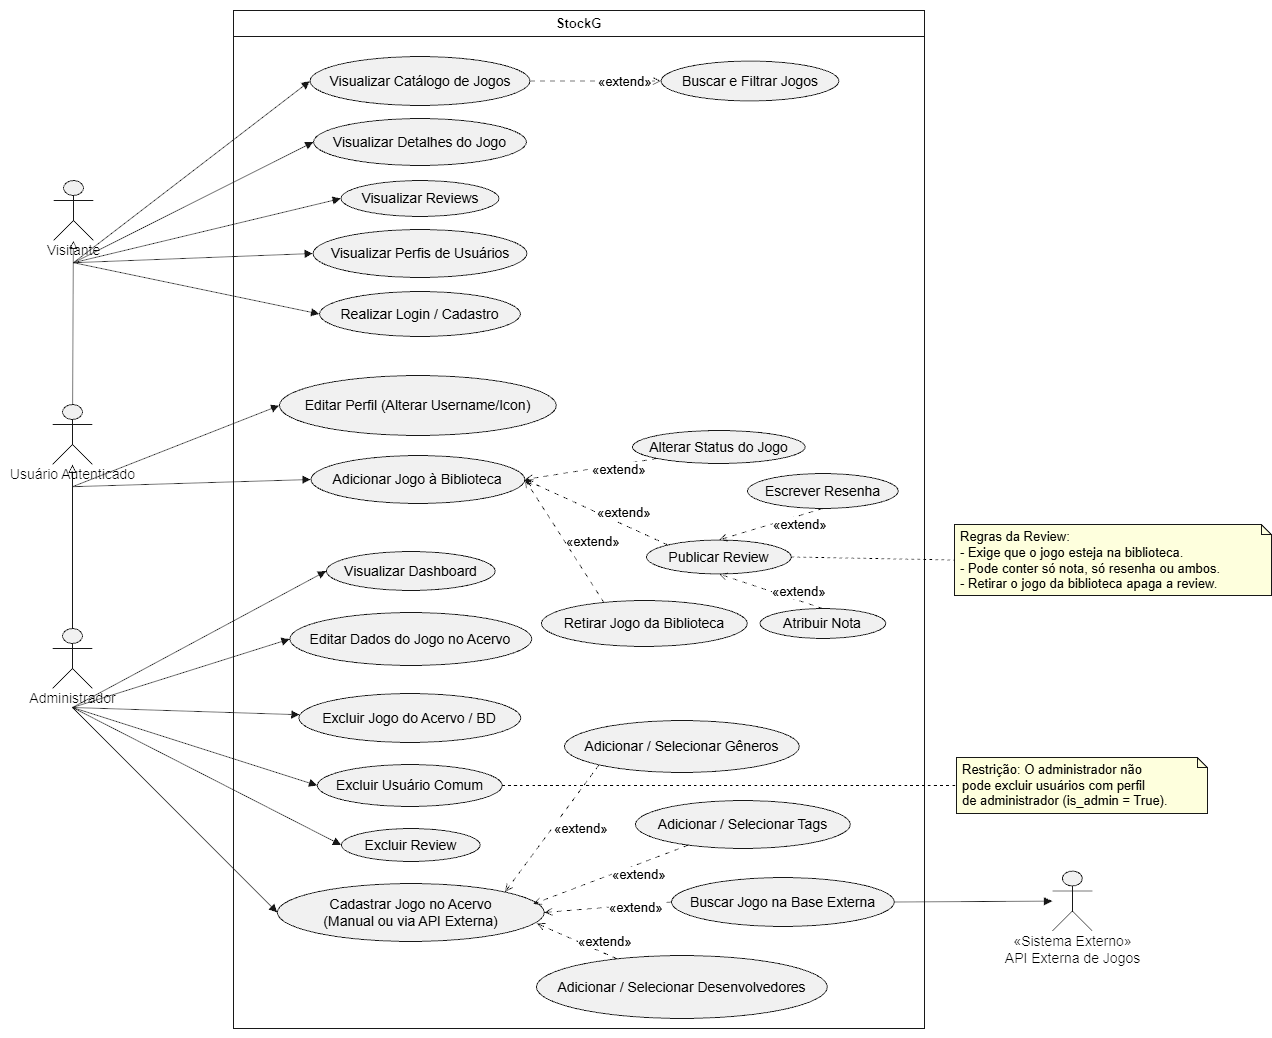 StockG
Visualizar Catálogo de Jogos
«extend»
Buscar e Filtrar Jogos
Visualizar Detalhes do Jogo
Visualizar Reviews
Visitante
Visualizar Perfis de Usuários
Realizar Login / Cadastro
Editar Perfil (Alterar Username/Icon)
Alterar Status do Jogo
«extend»
Usuário Autenticado
Adicionar Jogo à Biblioteca
Escrever Resenha
«extend»
«extend»
«extend»
Publicar Review
Regras da Review:
- Exige que o jogo esteja na biblioteca.
- Pode conter só nota, só resenha ou ambos.
- Retirar o jogo da biblioteca apaga a review.
Visualizar Dashboard
«extend»
Retirar Jogo da Biblioteca
Atribuir Nota
Editar Dados do Jogo no Acervo
Administrador
Excluir Jogo do Acervo / BD
Adicionar / Selecionar Gêneros
Excluir Usuário Comum
Restrição: O administrador não
pode excluir usuários com perfil
de administrador (is_admin = True).
«extend»
Adicionar / Selecionar Tags
Excluir Review
«extend»
Cadastrar Jogo no Acervo
(Manual ou via API Externa)
«extend»
Buscar Jogo na Base Externa
«extend»
«Sistema Externo»
API Externa de Jogos
Adicionar / Selecionar Desenvolvedores